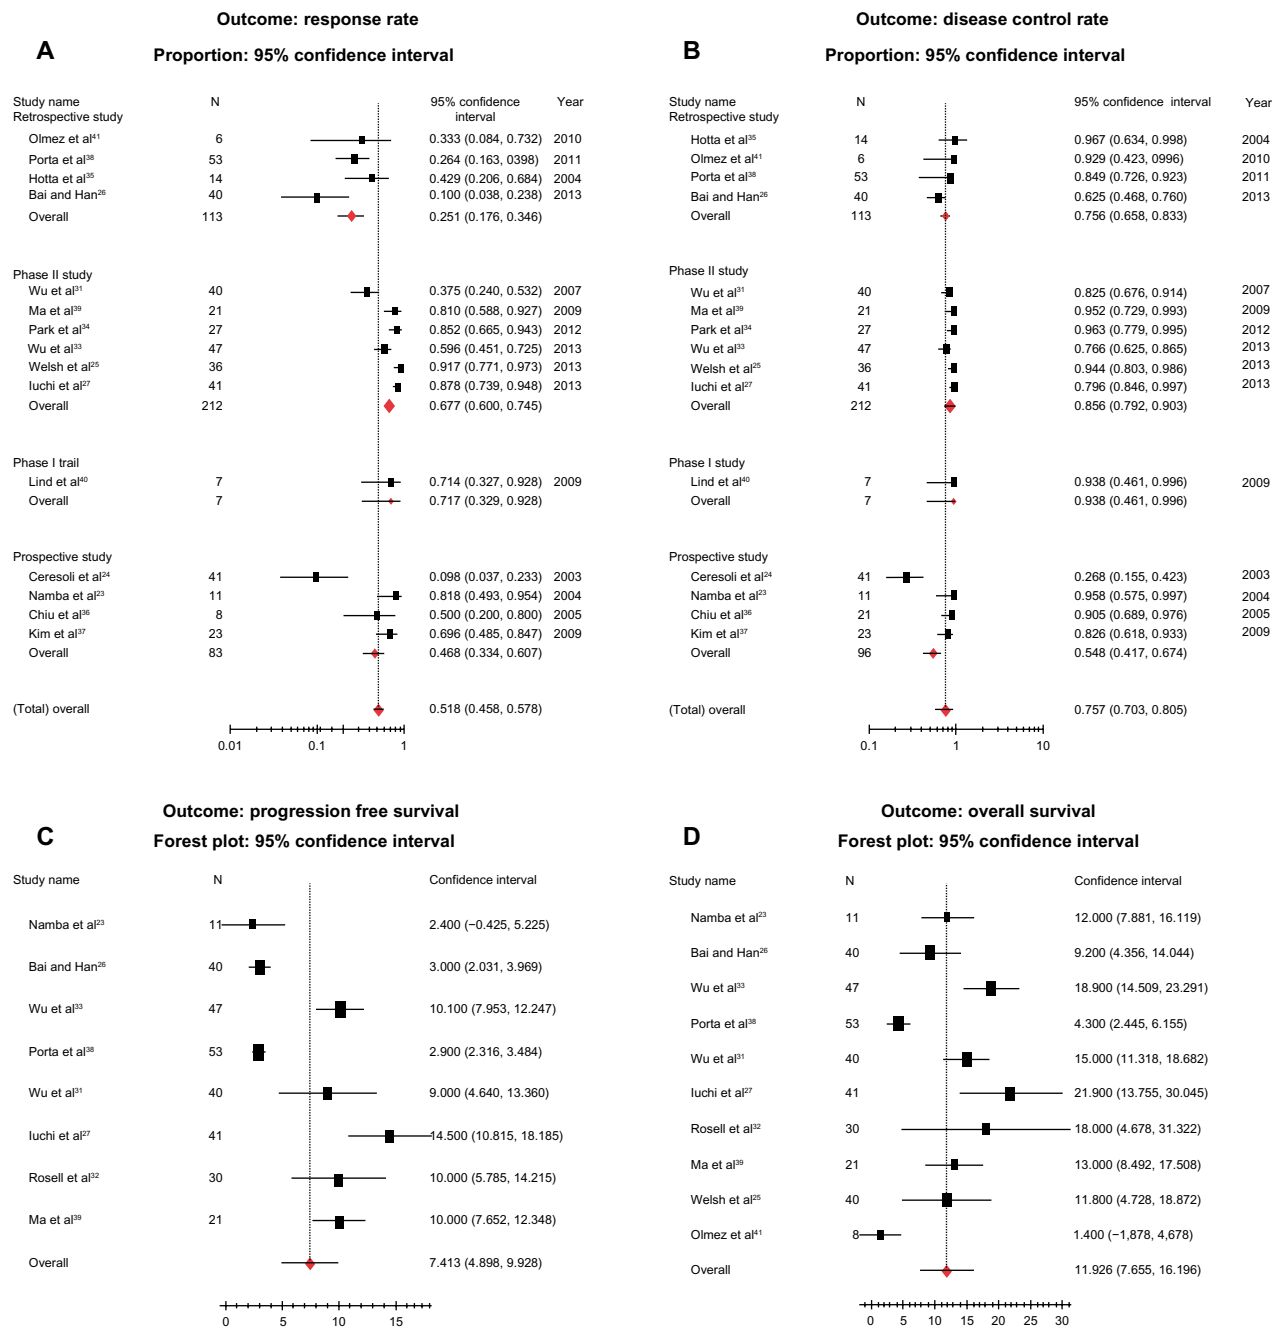 Outcome: response rate
A
Proportion: 95% confidence interval
Study name N 95% confidence interval Year
Retrospective study
Olmez et al41 6 0.333 (0.084, 0.732) 2010
Porta et al38 53 0.264 (0.163, 0398) 2011
Hotta et al35 14 0.429 (0.206, 0.684) 2004
Bai and Han26 40 0.100 (0.038, 0.238) 2013
Overall 113 0.251 (0.176, 0.346)
Phase II study
Wu et al31 40 0.375 (0.240, 0.532) 2007
Ma et al39 21 0.810 (0.588, 0.927) 2009
Park et al34 27 0.852 (0.665, 0.943) 2012
Wu et al33 47 0.596 (0.451, 0.725) 2013
Welsh et al25 36 0.917 (0.771, 0.973) 2013
Iuchi et al27 41 0.878 (0.739, 0.948) 2013
Overall 212 0.677 (0.600, 0.745)
Phase I trail
Lind et al40 7 0.714 (0.327, 0.928) 2009
Overall 7 0.717 (0.329, 0.928)
Prospective study
Ceresoli et al24 41 0.098 (0.037, 0.233) 2003
Namba et al23 11 0.818 (0.493, 0.954) 2004
Chiu et al36 8 0.500 (0.200, 0.800) 2005
Kim et al37 23 0.696 (0.485, 0.847) 2009
Overall 83 0.468 (0.334, 0.607)
(Total) overall 0.518 (0.458, 0.578)
0.01 0.1 1
Outcome: disease control rate
B
Proportion: 95% confidence interval
Study name N 95% confidence interval Year
Retrospective study
Hotta et al35 14 0.967 (0.634, 0.998) 2004
Olmez et al41 6 0.929 (0.423, 0996) 2010
Porta et al38 53 0.849 (0.726, 0.923) 2011
Bai and Han26 40 0.625 (0.468, 0.760) 2013
Overall 113 0.756 (0.658, 0.833)
Phase II study
Wu et al31 40 0.825 (0.676, 0.914) 2007
Ma et al39 21 0.952 (0.729, 0.993) 2009
Park et al34 27 0.963 (0.779, 0.995) 2012
Wu et al33 47 0.766 (0.625, 0.865) 2013
Welsh et al25 36 0.944 (0.803, 0.986) 2013
Iuchi et al27 41 0.796 (0.846, 0.997) 2013
Overall 212 0.856 (0.792, 0.903)
Phase I study
Lind et al40 7 0.938 (0.461, 0.996) 2009
Overall 7 0.938 (0.461, 0.996)
Prospective study
Ceresoli et al24 41 0.268 (0.155, 0.423) 2003
Namba et al23 11 0.958 (0.575, 0.997) 2004
Chiu et al36 21 0.905 (0.689, 0.976) 2005
Kim et al37 23 0.826 (0.618, 0.933) 2009
Overall 96 0.548 (0.417, 0.674)
(Total) overall 0.757 (0.703, 0.805)
0.1 1 10
Outcome: progression free survival
C
Forest plot: 95% confidence interval
Study name N Confidence interval
Namba et al23 11 2.400 (−0.425, 5.225)
Bai and Han26 40 3.000 (2.031, 3.969)
Wu et al33 47 10.100 (7.953, 12.247)
Porta et al38 53 2.900 (2.316, 3.484)
Wu et al31 40 9.000 (4.640, 13.360)
Iuchi et al27 41 14.500 (10.815, 18.185)
Rosell et al32 30 10.000 (5.785, 14.215)
Ma et al39 21 10.000 (7.652, 12.348)
Overall 7.413 (4.898, 9.928)
0 5 10 15
Outcome: overall survival
D
Forest plot: 95% confidence interval
Study name N Confidence interval
Namba et al23 11 12.000 (7.881, 16.119)
Bai and Han26 40 9.200 (4.356, 14.044)
Wu et al33 47 18.900 (14.509, 23.291)
Porta et al38 53 4.300 (2.445, 6.155)
Wu et al31 40 15.000 (11.318, 18.682)
Iuchi et al27 41 21.900 (13.755, 30.045)
Rosell et al32 30 18.000 (4.678, 31.322)
Ma et al39 21 13.000 (8.492, 17.508)
Welsh et al25 40 11.800 (4.728, 18.872)
Olmez et al41 8 1.400 (−1,878, 4,678)
Overall 11.926 (7.655, 16.196)
0 5 10 15 20 25 30